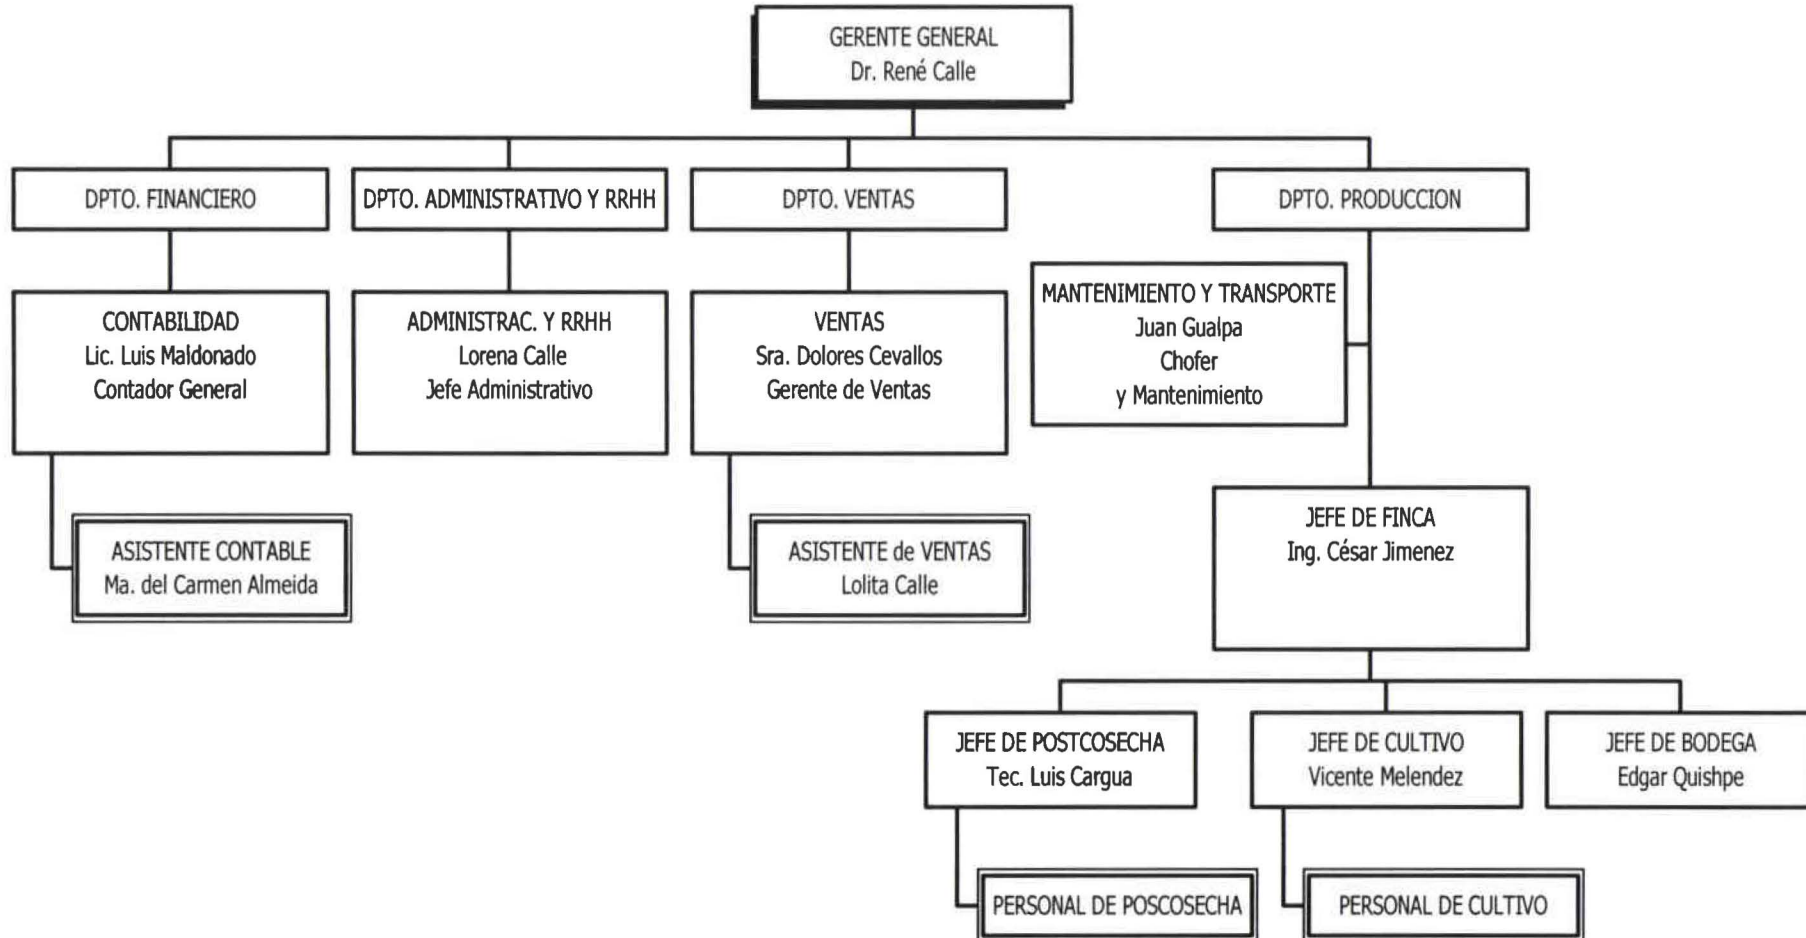 GERENTE GENERAL
Dr. René Calle
DPTO. FINANCIERO
DPTO. ADMINISTRATIVO Y RRHH
DPTO. VENTAS
DPTO. PRODUCCION
CONTABILIDAD
Lic. Luis Maldonado
Contador General
ADMINISTRAC. Y RRHH
Lorena Calle
Jefe Administrativo
VENTAS
Sra. Dolores Cevallos
Gerente de Ventas
MANTENIMIENTO Y TRANSPORTE
Juan Gualpa
Chofer
y Mantenimiento
ASISTENTE CONTABLE
Ma. del Carmen Almeida
ASISTENTE de VENTAS
Lolita Calle
JEFE DE FINCA
Ing. César Jimenez
JEFE DE POSTCOSECHA
Tec. Luis Cargua
JEFE DE CULTIVO
Vicente Melendez
JEFE DE BODEGA
Edgar Quishpe
PERSONAL DE POSCOSECHA
PERSONAL DE CULTIVO